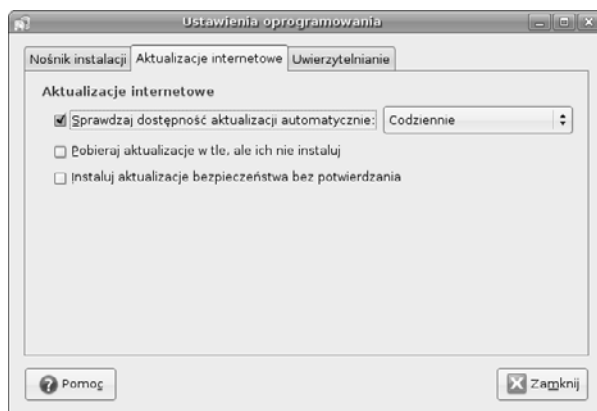 Ustawienia oprogramowania
Nośnik instalacji Aktualizacje internetowe Uwierzytelnianie
Aktualizacje internetowe
Sprawdzaj dostępność aktualizacji automatycznie: Codziennie
Pobieraj aktualizacje w tle, ale ich nie instaluj
Instaluj aktualizacje bezpieczeństwa bez potwierdzania
Pomoc Zamknij